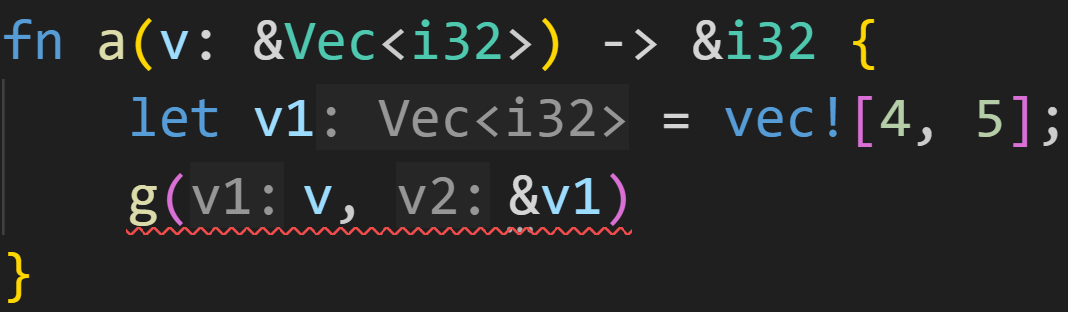 fn a(v: &Vec<i32>) -> &i32 {
let v1: Vec<i32> = vec![4, 5];
g(v1: v, v2: &v1)
}